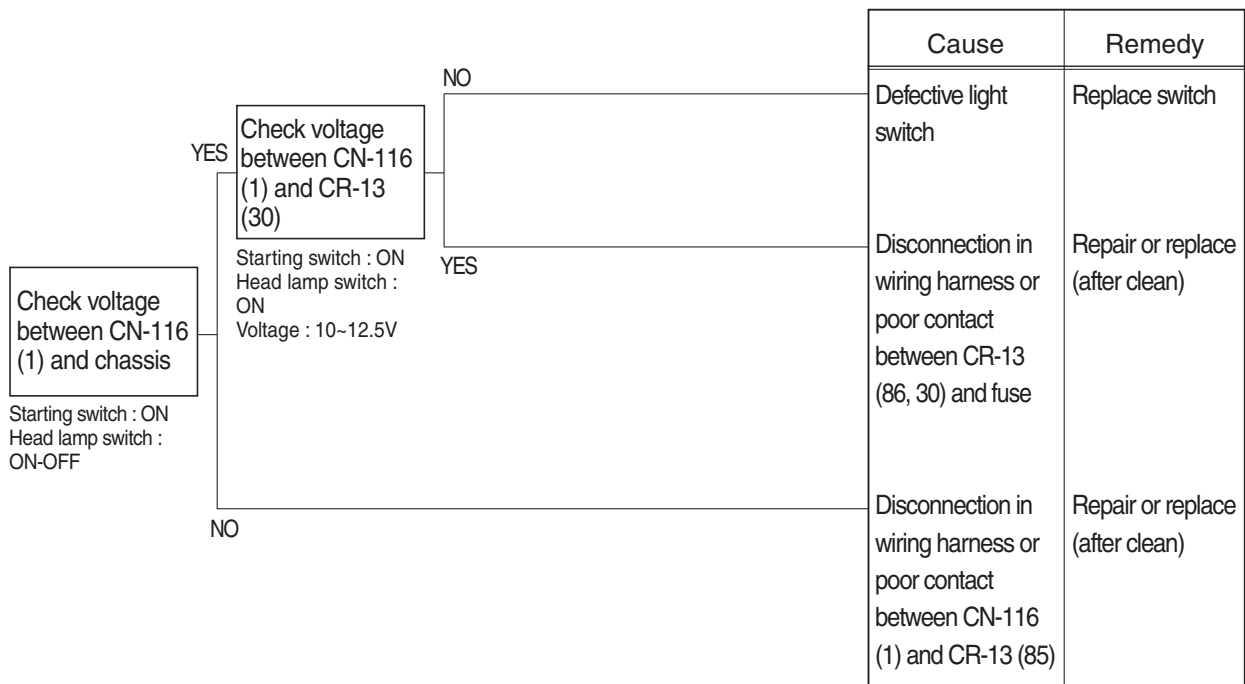 Cause
Remedy
NO
Defective light
switch
Replace switch
YES
Check voltage
between CN-116
(1) and CR-13
(30)
Starting switch : ON
Head lamp switch :
ON
Voltage : 10~12.5V
YES
Disconnection in
wiring harness or
poor contact
between CR-13
(86, 30) and fuse
Repair or replace
(after clean)
Check voltage
between CN-116
(1) and chassis
Starting switch : ON
Head lamp switch :
ON-OFF
NO
Disconnection in
wiring harness or
poor contact
between CN-116
(1) and CR-13 (85)
Repair or replace
(after clean)